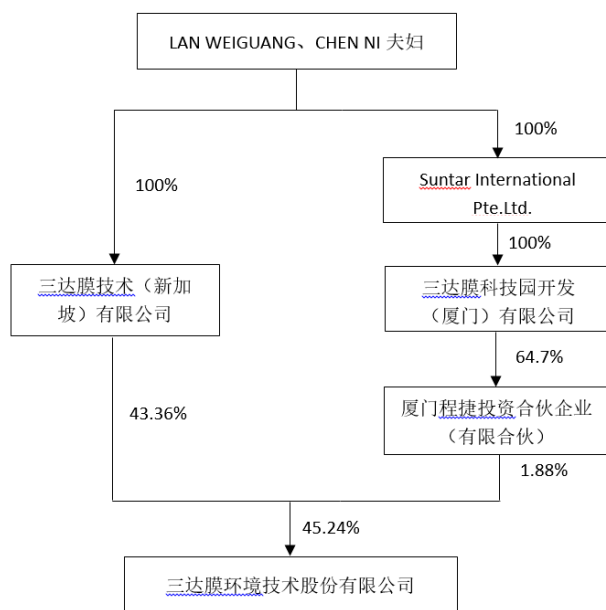 LAN WEIGUANG、CHEN NI 夫妇
100%
100%
Suntar International
Pte.Ltd.
100%
三达膜技术（新加
坡）有限公司
三达膜科技园开发
（厦门）有限公司
64.7%
43.36%
厦门程捷投资合伙企业
（有限合伙）
1.88%
45.24%
三达膜环境技术股份有限公司